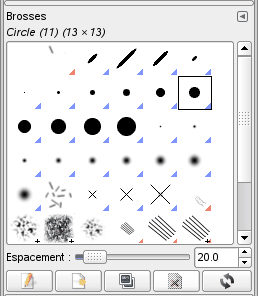 Brosses
Circle (11) (13 × 13)
Espacement : 20.0